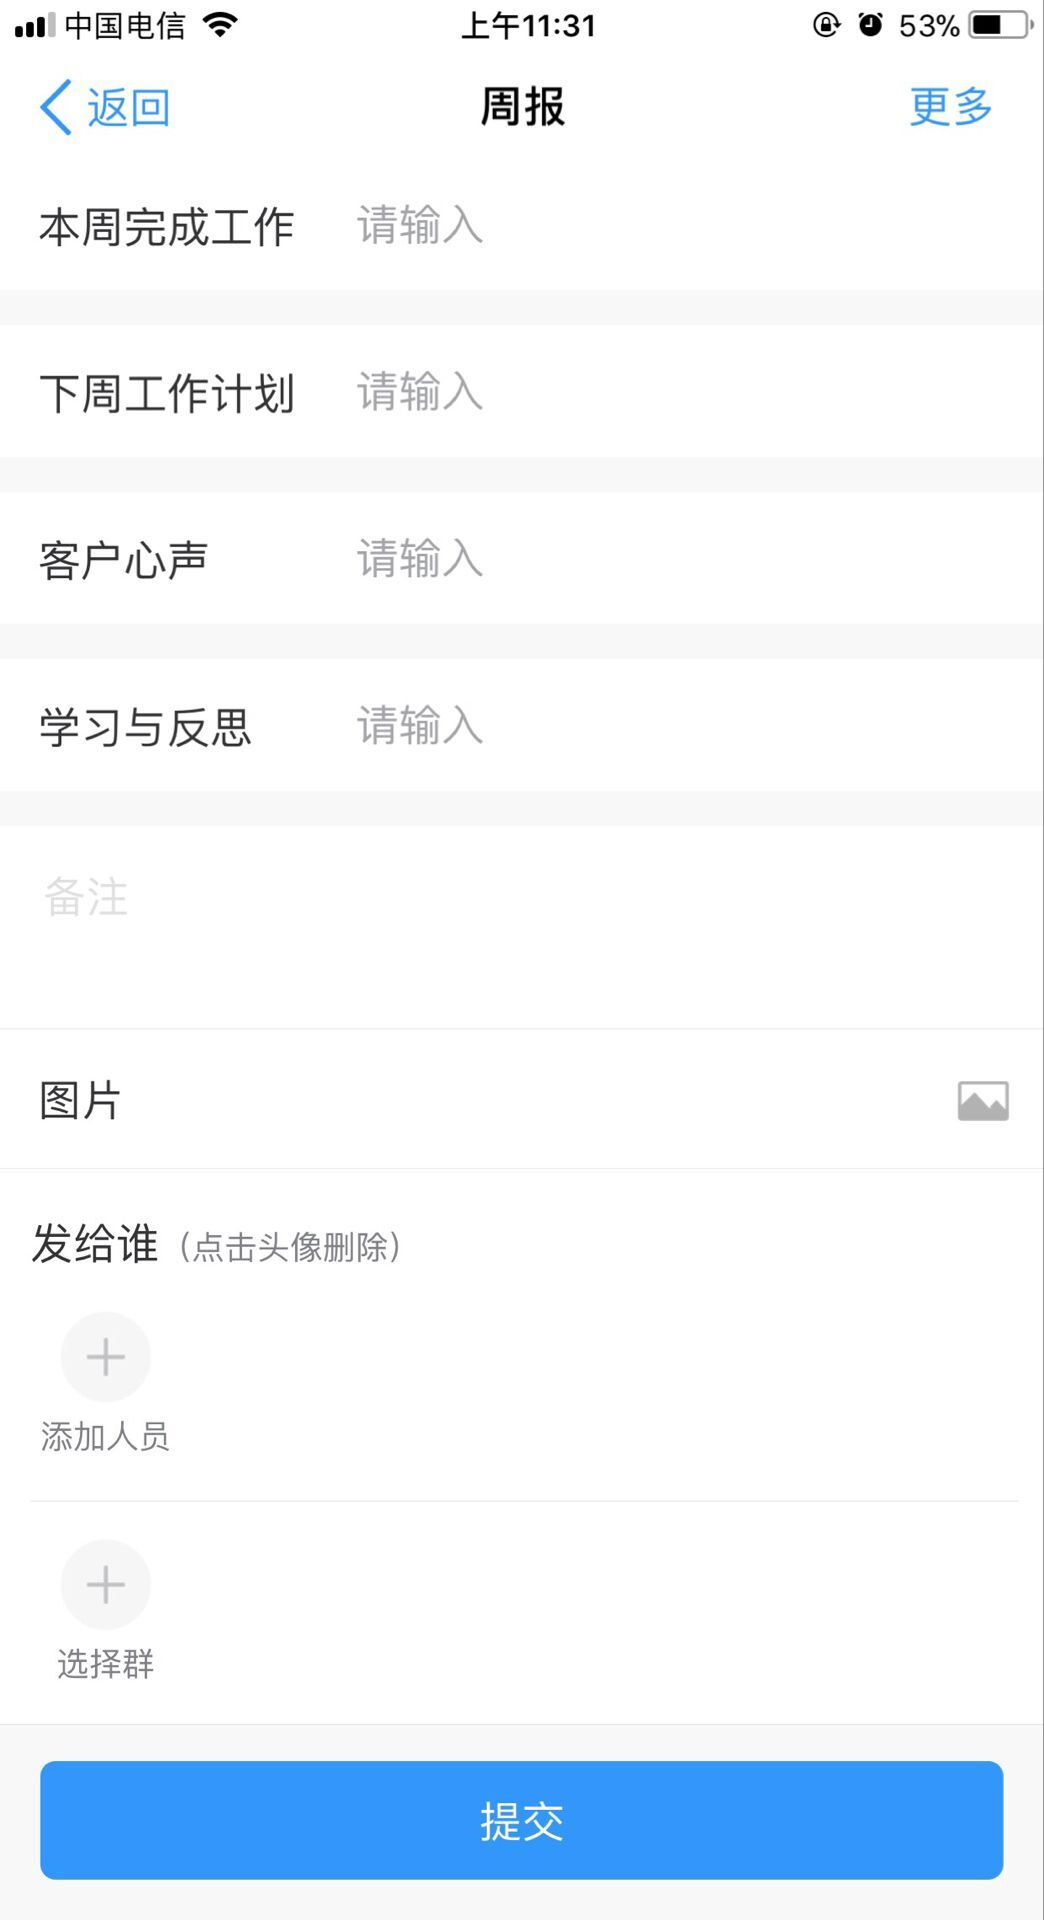 中国电信 上午11:31 53%
返回 周报 更多
本周完成工作 请输入
下周工作计划 请输入
客户心声 请输入
学习与反思 请输入
备注
图片
发给谁 (点击头像删除)
添加人员
选择群
提交